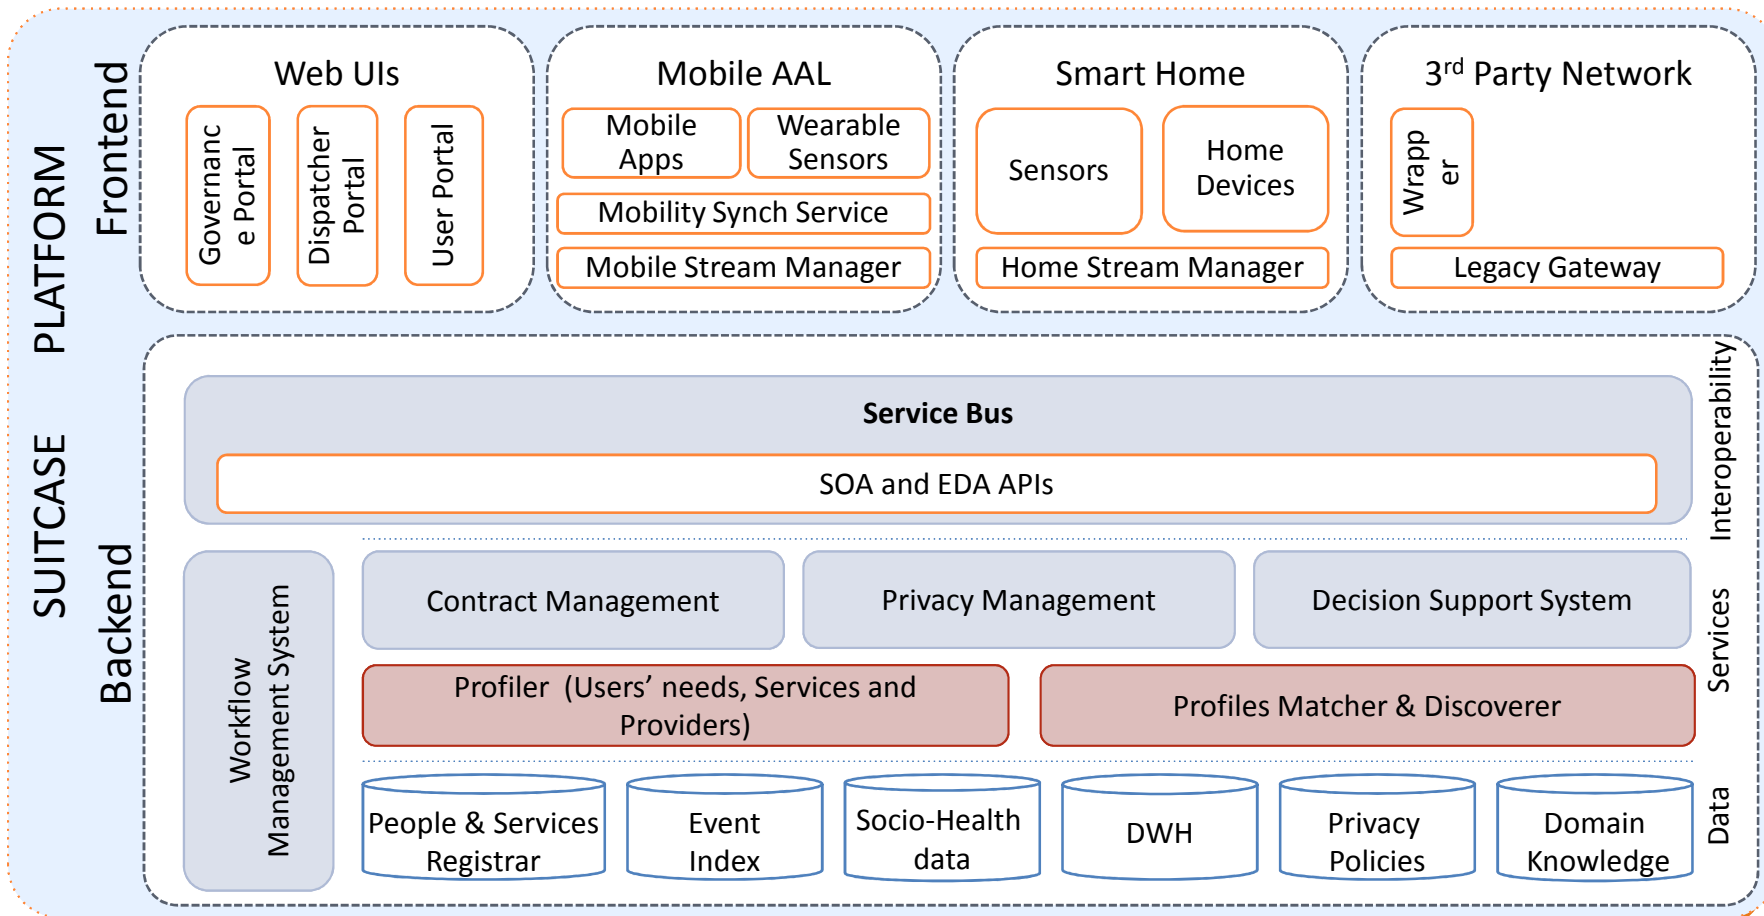 SUITCASE PLATFORM
Frontend
Web UIs
Governanc
e Portal
Dispatcher
Portal
User Portal
Mobile AAL
Mobile
Apps
Wearable
Sensors
Mobility Synch Service
Mobile Stream Manager
Smart Home
Sensors
Home
Devices
Home Stream Manager
3rd Party Network
Wrapp
er
Legacy Gateway
Backend
Interoperability
Service Bus
SOA and EDA APIs
Services
Workflow
Management System
Contract Management
Privacy Management
Decision Support System
Profiler (Users’ needs, Services and
Providers)
Profiles Matcher & Discoverer
Data
People & Services
Registrar
Event
Index
Socio-Health
data
DWH
Privacy
Policies
Domain
Knowledge